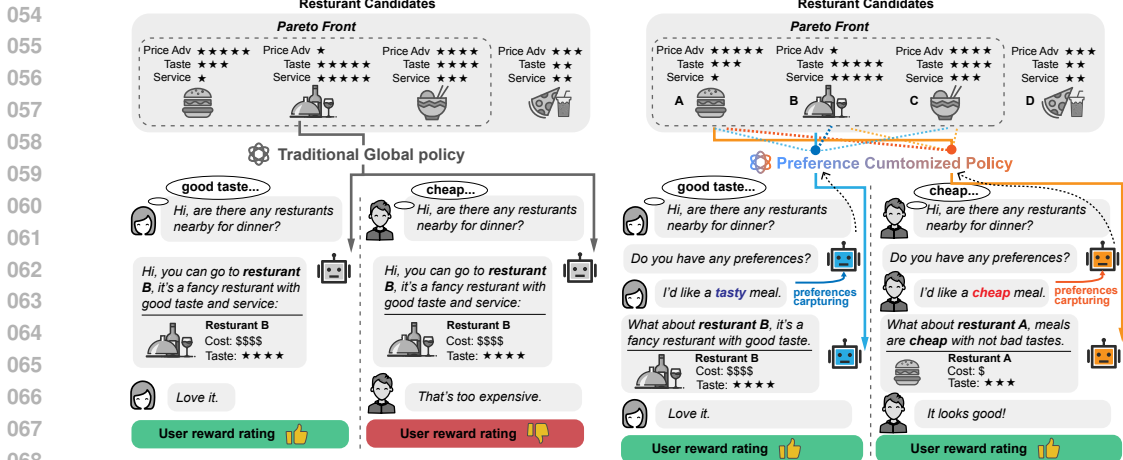 054
055
056
057
058
059
060
061
062
063
064
065
066
067
068
Resturant Candidates
Pareto Front
Price Adv ★★★★★
Taste ★★★
Service ★
Price Adv ★
Taste ★★★★★
Service ★★★★★
Price Adv ★★★★
Taste ★★★★
Service ★★★
Price Adv ★★★
Taste ★★
Service ★★
Traditional Global policy
good taste...
Hi, are there any resturants
nearby for dinner?
Hi, you can go to resturant
B, it's a fancy resturant with
good taste and service:
Resturant B
Cost: $$$$
Taste: ★★★★
Love it.
User reward rating
cheap...
Hi, are there any resturants
nearby for dinner?
Hi, you can go to resturant
B, it's a fancy resturant with
good taste and service:
Resturant B
Cost: $$$$
Taste: ★★★★
That's too expensive.
User reward rating
Resturant Candidates
Pareto Front
Price Adv ★★★★★
Taste ★★★
Service ★
A
Price Adv ★
Taste ★★★★★
Service ★★★★★
B
Price Adv ★★★★
Taste ★★★★
Service ★★★
C
Price Adv ★★★
Taste ★★
Service ★★
D
Preference Cumtomized Policy
good taste...
Hi, are there any resturants
nearby for dinner?
Do you have any preferences?
I'd like a tasty meal.
preferences
carpturing
What about resturant B, it's a
fancy resturant with good taste.
Resturant B
Cost: $$$$
Taste: ★★★★
Love it.
User reward rating
cheap...
Hi, are there any resturants
nearby for dinner?
Do you have any preferences?
I'd like a cheap meal.
preferences
carpturing
What about resturant A, meals
are cheap with not bad tastes.
Resturant A
Cost: $
Taste: ★★★
It looks good!
User reward rating